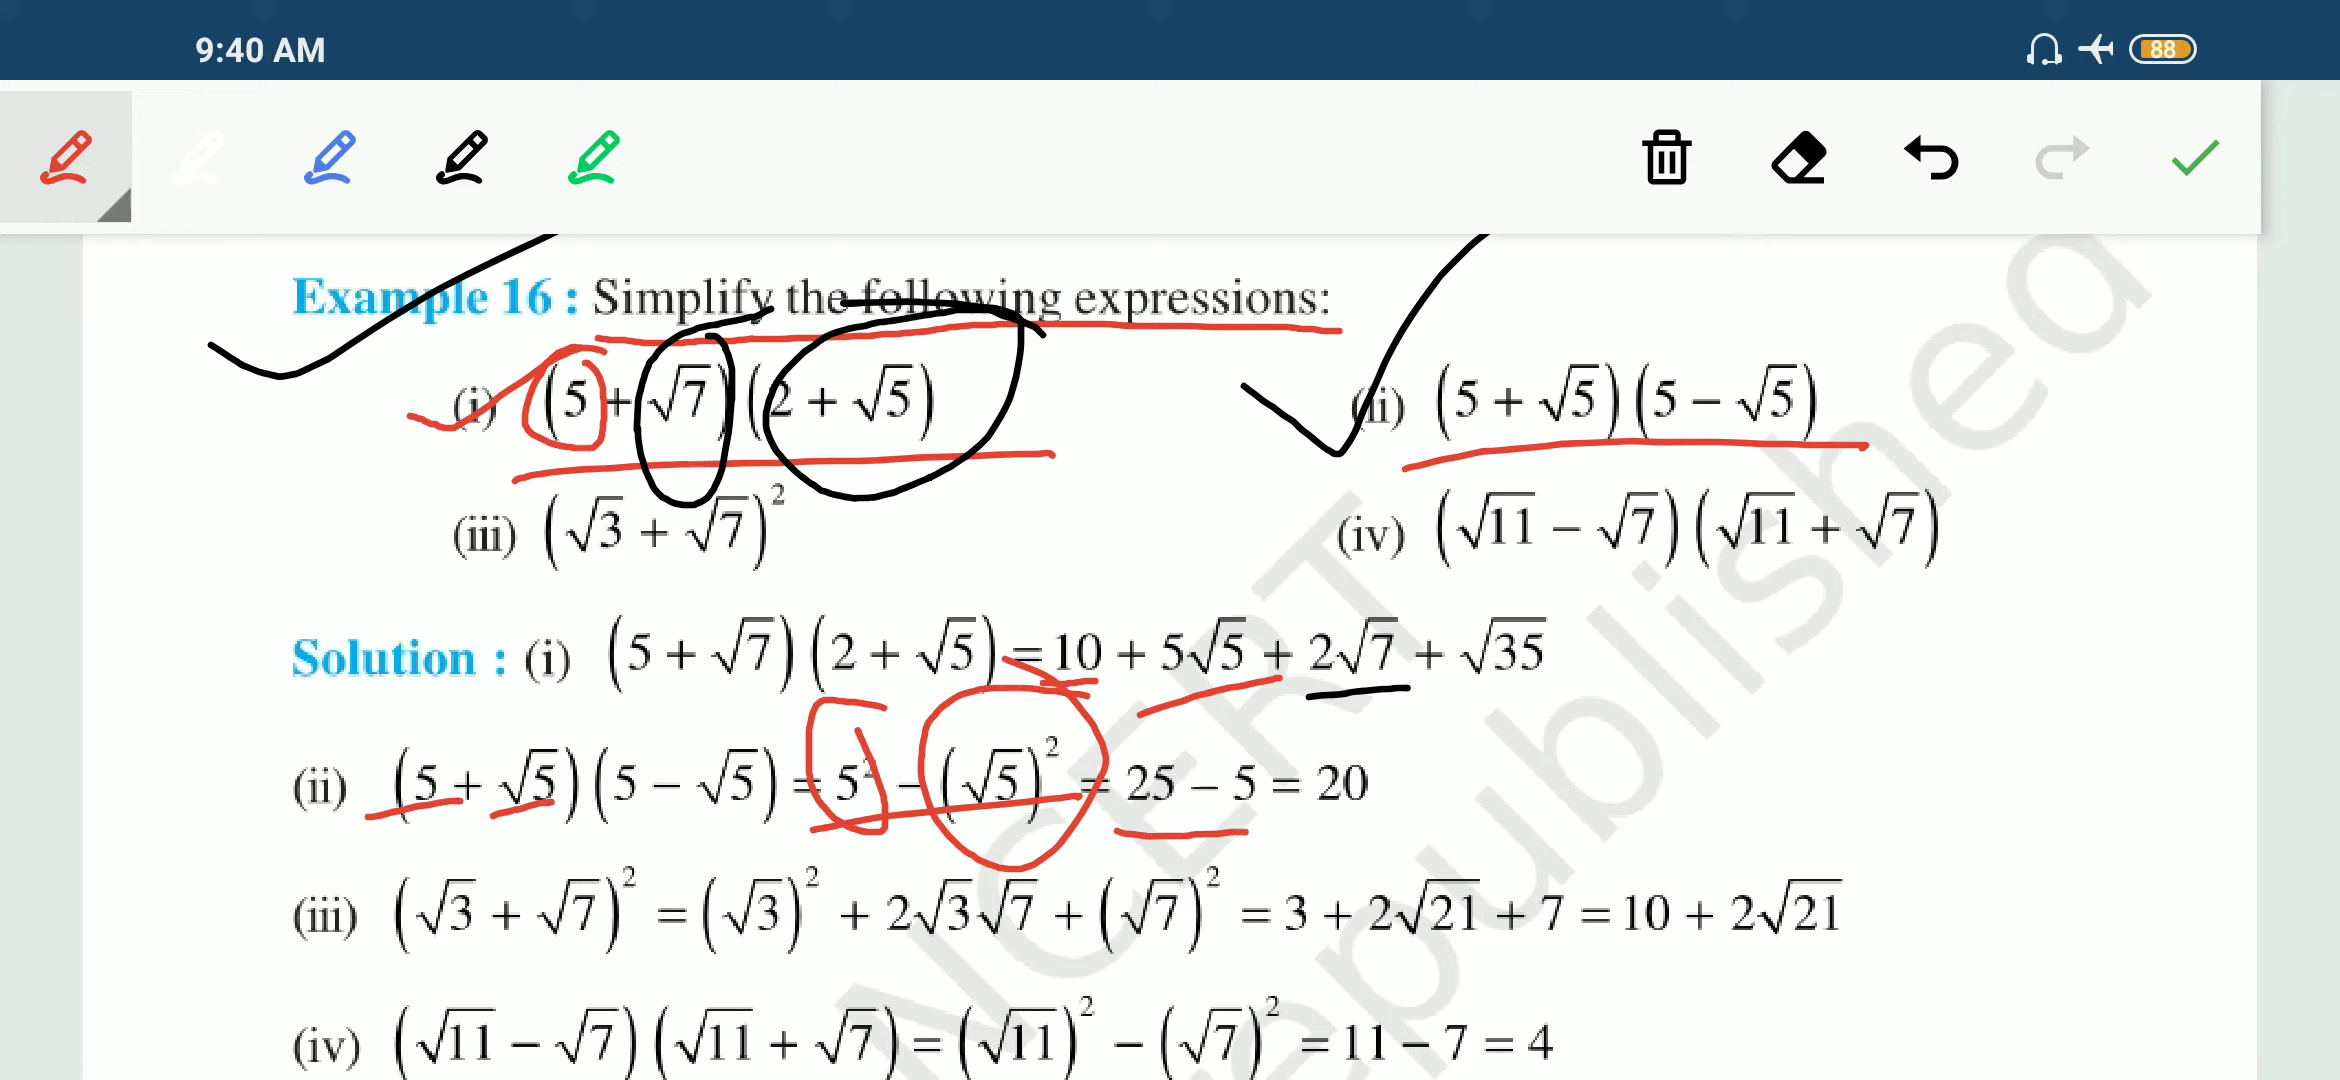 9:40 AM 88
Example 16 : Simplify the following expressions:
(i) (5 + √7)(2 + √5) (ii) (5 + √5)(5 − √5)
(iii) (√3 + √7)² (iv) (√11 − √7)(√11 + √7)
Solution : (i) (5 + √7)(2 + √5) = 10 + 5√5 + 2√7 + √35
(ii) (5 + √5)(5 − √5) = 5² − (√5)² = 25 − 5 = 20
(iii) (√3 + √7)² = (√3)² + 2√3√7 + (√7)² = 3 + 2√21 + 7 = 10 + 2√21
(iv) (√11 − √7)(√11 + √7) = (√11)² − (√7)² = 11 − 7 = 4
NCERT
republished